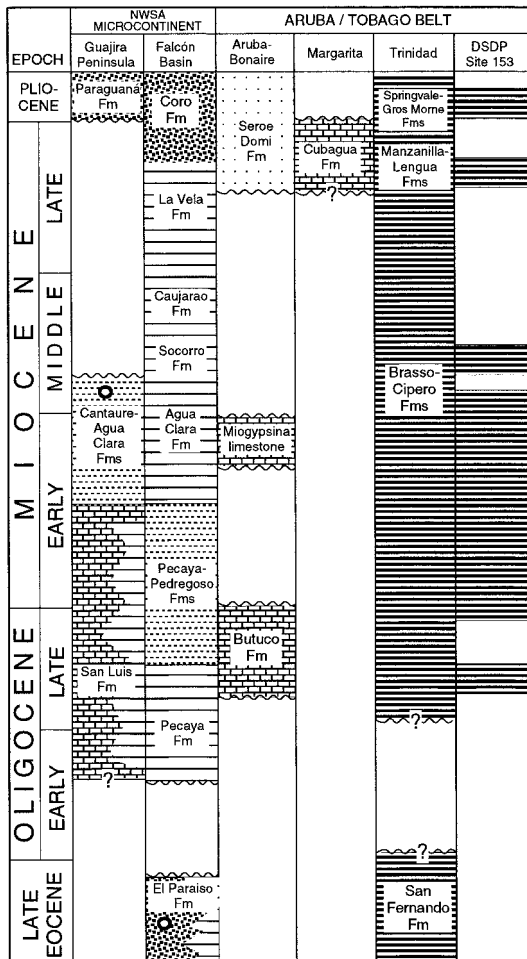 NWSA
MICROCONTINENT
ARUBA / TOBAGO BELT
EPOCH
Guajira
Peninsula
Falcón
Basin
Aruba-
Bonaire
Margarita
Trinidad
DSDP
Site 153
PLIO-
CENE
MIOCENE
LATE
MIDDLE
EARLY
OLIGOCENE
LATE
EARLY
LATE
EOCENE
Paraguaná
Fm
Cantaure-
Agua
Clara
Fms
San Luis
Fm
?
Coro
Fm
La Vela
Fm
Caujarao
Fm
Socorro
Fm
Agua
Clara
Fm
Pecaya-
Pedregoso
Fms
Pecaya
Fm
El Paraiso
Fm
Seroe
Domi
Fm
Miogypsina
limestone
Butuco
Fm
Cubagua
Fm
?
Springvale-
Gros Morne
Fms
Manzanilla-
Lengua
Fms
Brasso-
Cipero
Fms
?
?
San
Fernando
Fm